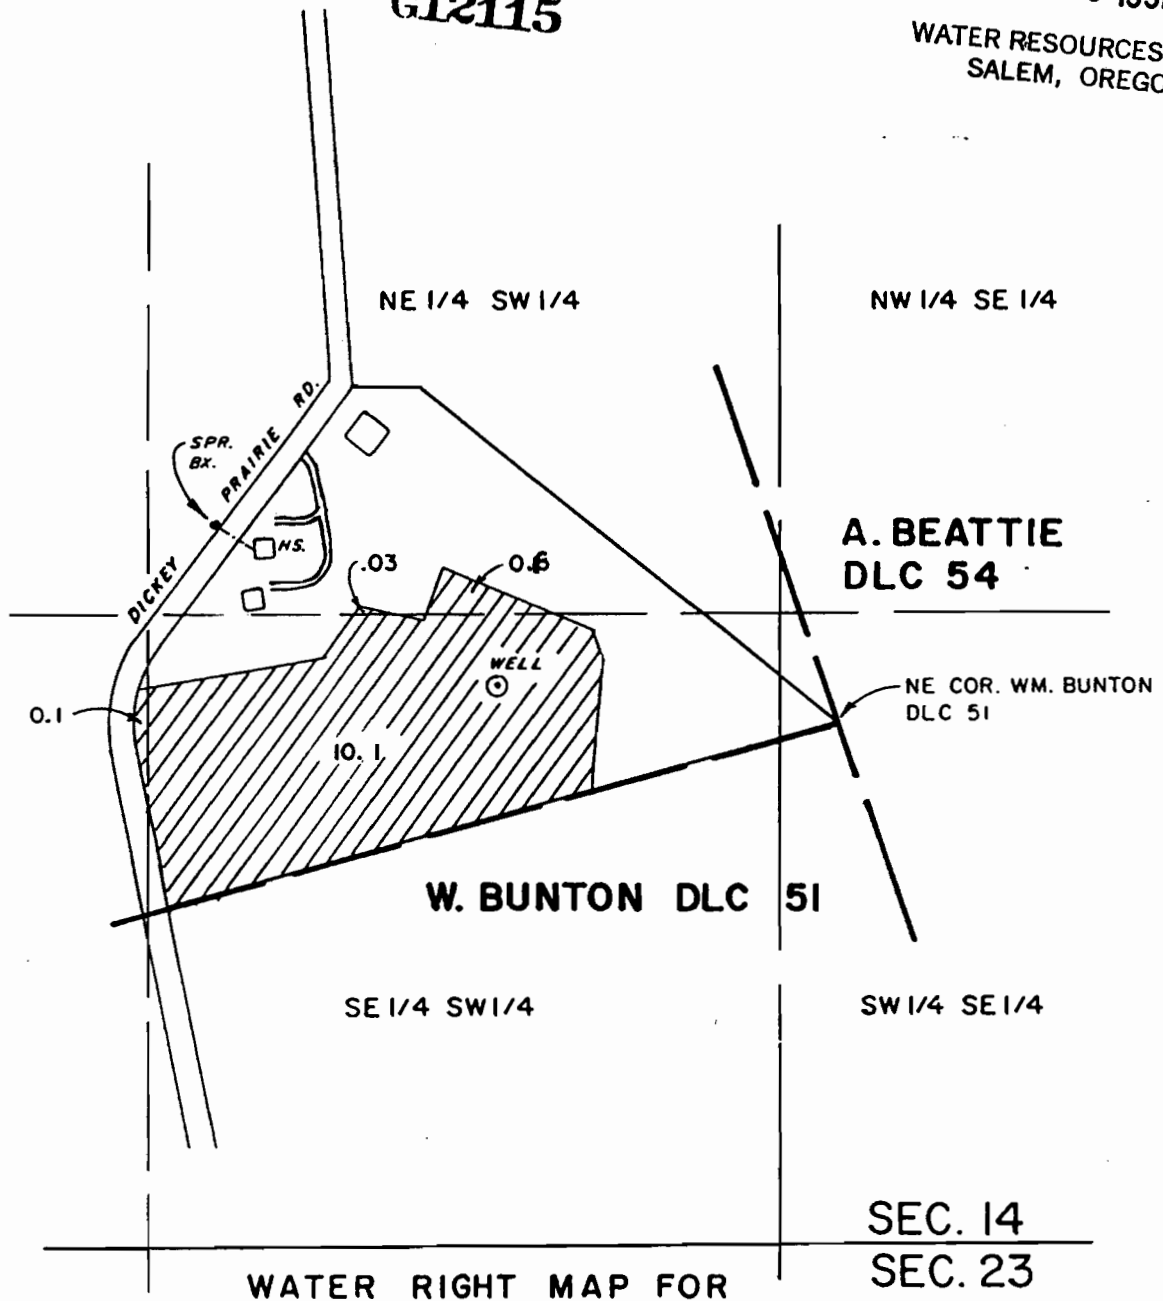 G12115
WATER RESOURCES
SALEM, OREGO
NE 1/4 SW 1/4
NW 1/4 SE 1/4
DICKEY PRAIRIE RD.
SPR.
BX.
HS.
.03
A. BEATTIE
DLC 54
WELL
NE COR. WM. BUNTON
DLC 51
0.1
10.1
W. BUNTON DLC 51
SE 1/4 SW 1/4
SW 1/4 SE 1/4
SEC. 14
SEC. 23
WATER RIGHT MAP FOR